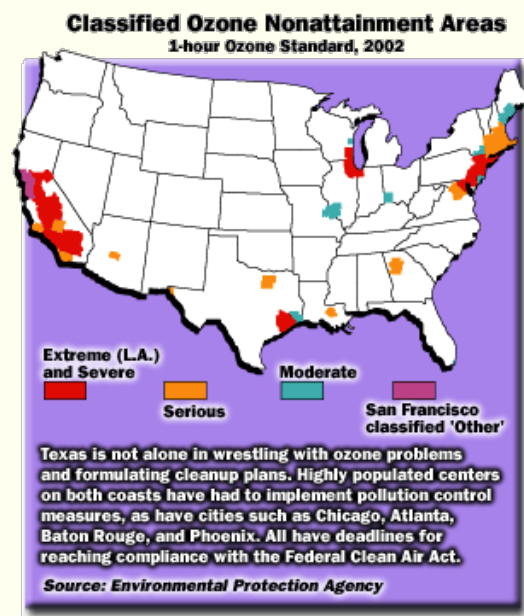 Classified Ozone Nonattainment Areas
1-hour Ozone Standard, 2002
Extreme (L.A.)
and Severe
Serious
Moderate
San Francisco
classified 'Other'
Texas is not alone in wrestling with ozone problems
and formulating cleanup plans. Highly populated centers
on both coasts have had to implement pollution control
measures, as have cities such as Chicago, Atlanta,
Baton Rouge, and Phoenix. All have deadlines for
reaching compliance with the Federal Clean Air Act.
Source: Environmental Protection Agency